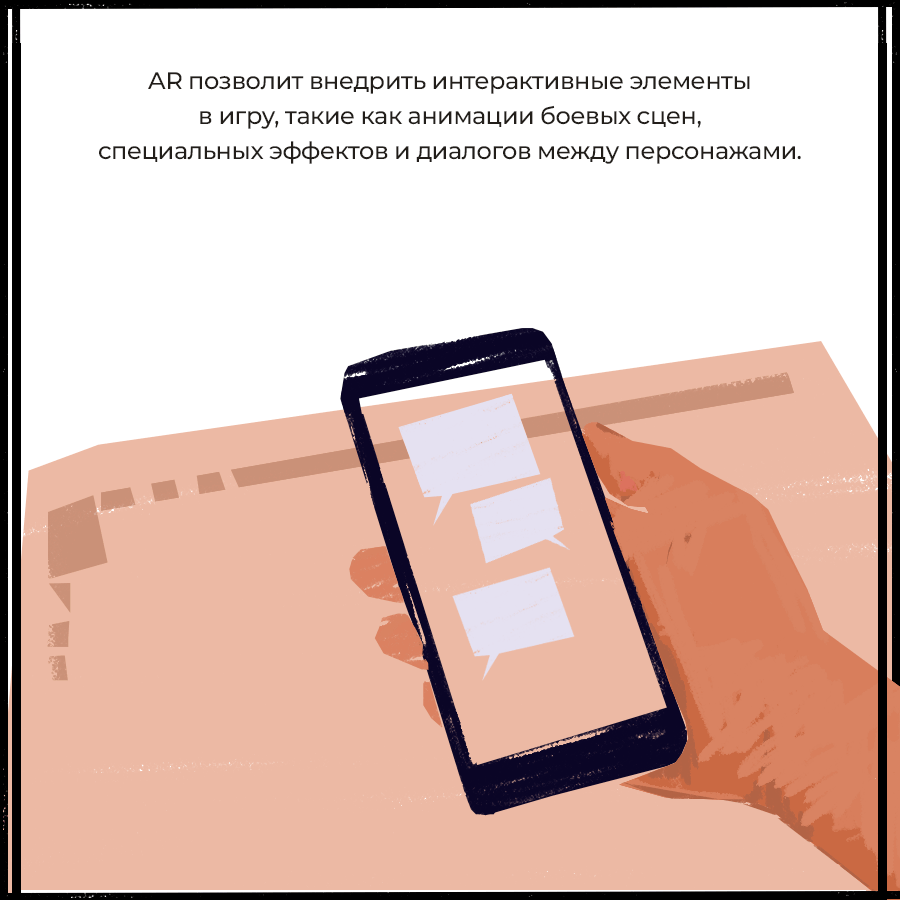 AR позволит внедрить интерактивные элементы
в игру, такие как анимации боевых сцен,
специальных эффектов и диалогов между персонажами.